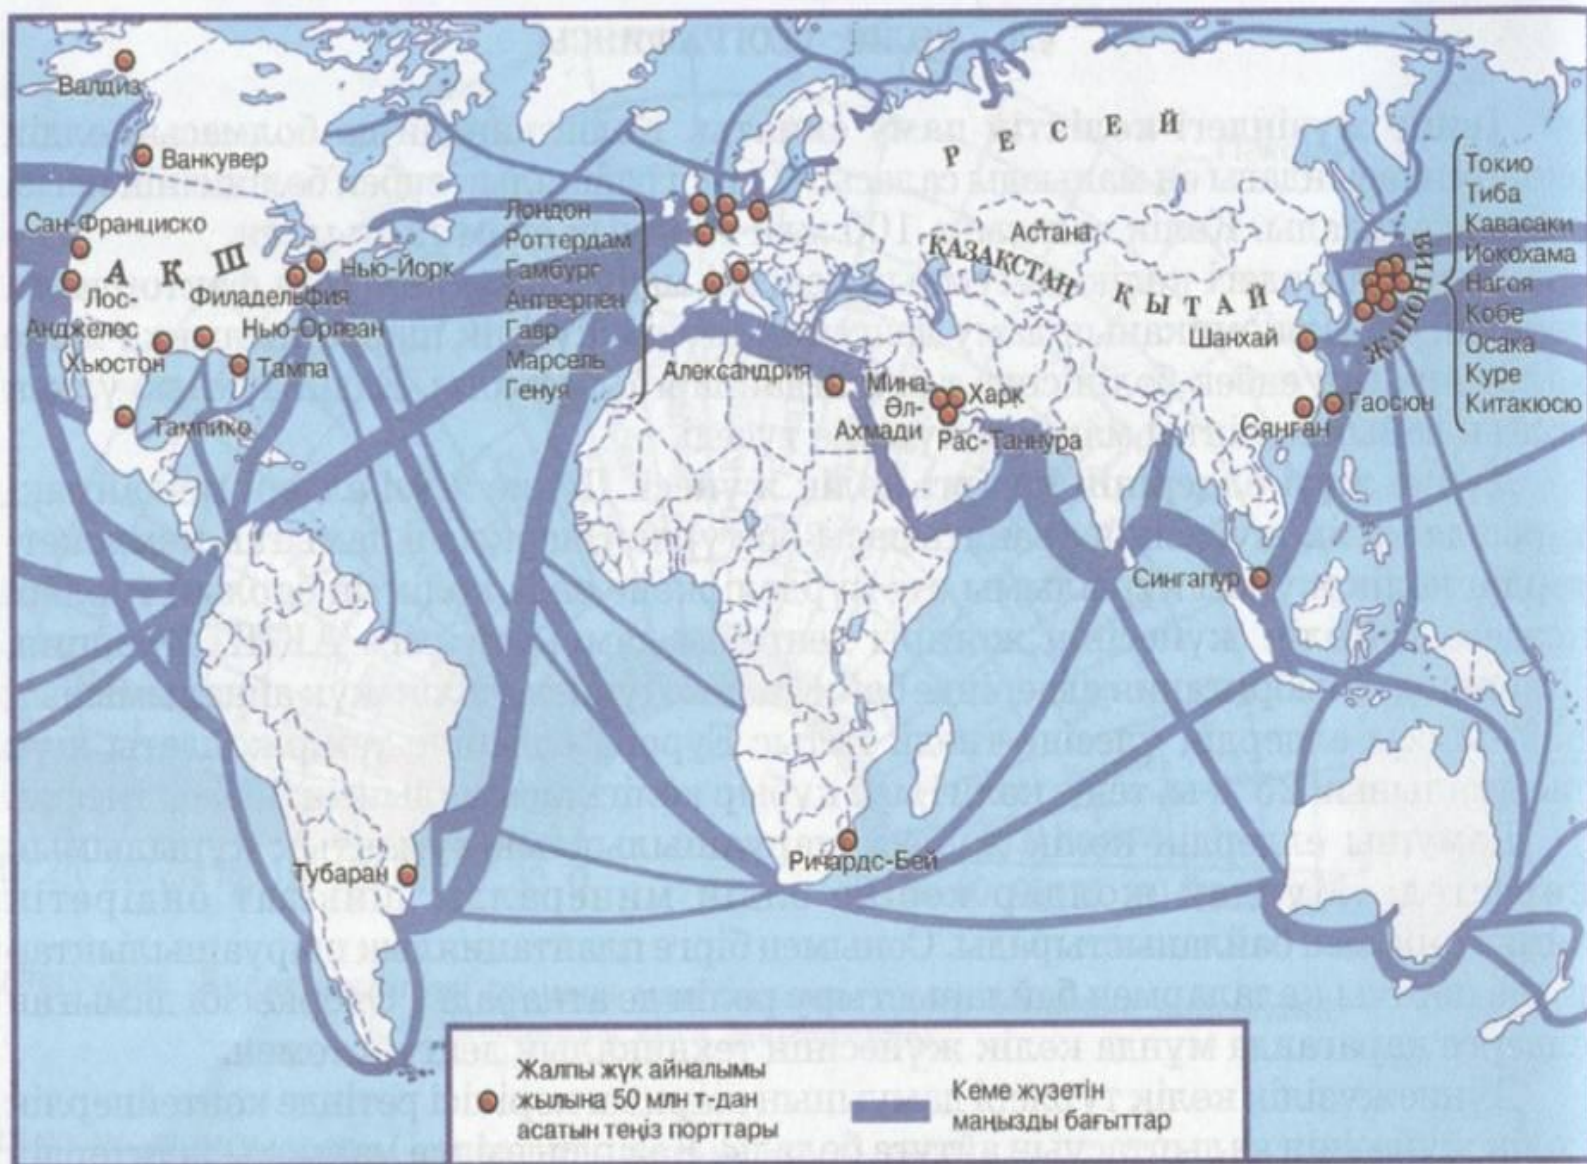 Валдиз
Ванкувер
Сан-Франциско
АҚШ
Лос-
Анджелес
Нью-Йорк
Филадельфия
Нью-Орлеан
Хьюстон
Тампа
Тампико
Лондон
Роттердам
Гамбург
Антверпен
Гавр
Марсель
Генуя
РЕСЕЙ
Астана
ҚАЗАҚСТАН
ҚЫТАЙ
ЖАПОНИЯ
Токио
Тиба
Кавасаки
Иокохама
Нагоя
Кобе
Осака
Куре
Китакюсю
Шанхай
Гаосюн
Сянган
Александрия
Мина-
Әл-
Ахмади
Харк
Рас-Таннура
Сингапур
Ричардс-Бей
Тубаран
Жалпы жүк айналымы
жылына 50 млн т-дан
асатын теңіз порттары
Кеме жүзетін
маңызды бағыттар